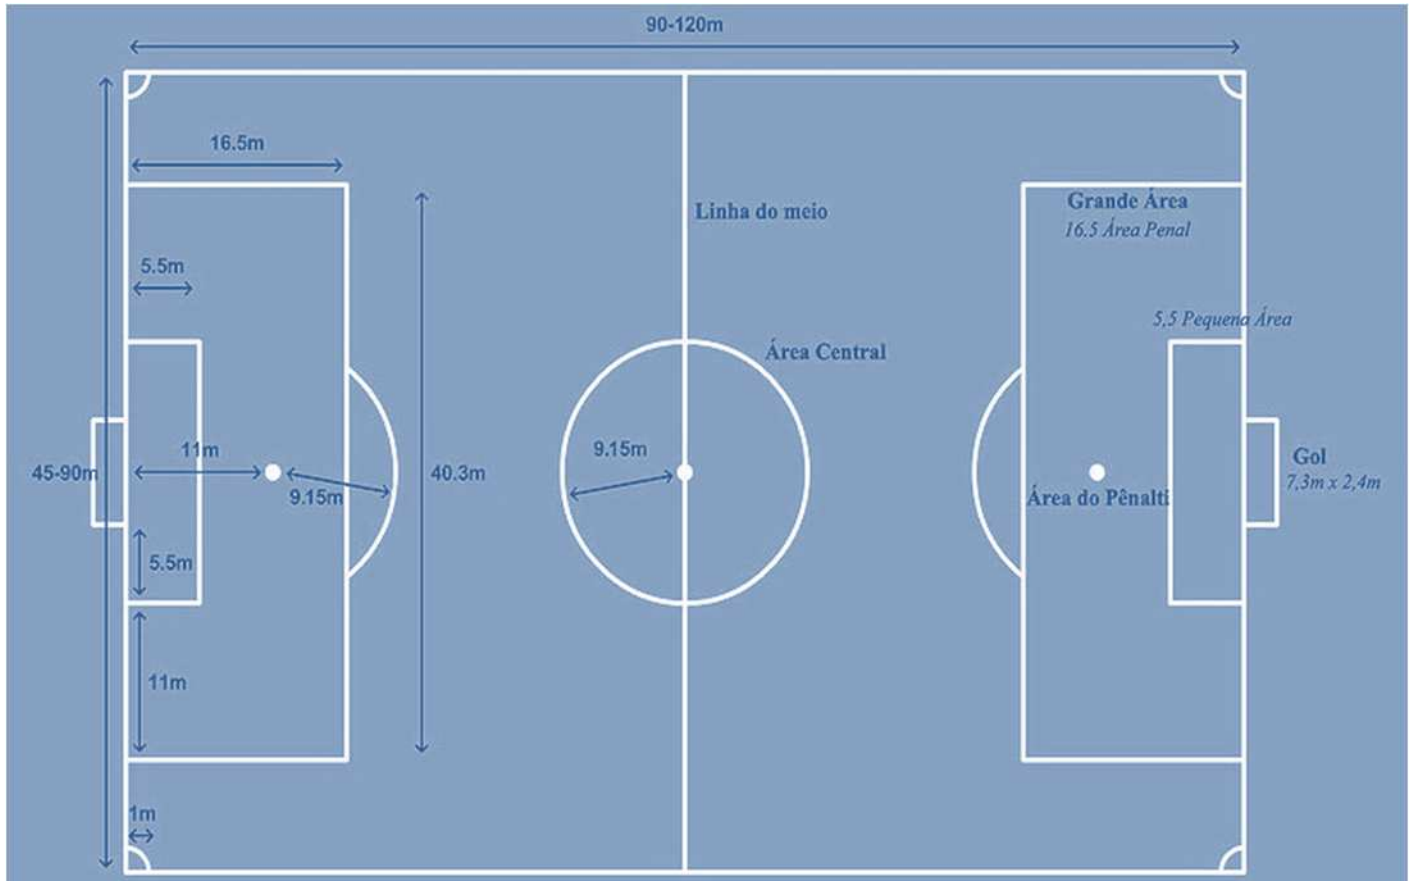 90-120m
16.5m
Linha do meio
Grande Área
16.5 Área Penal
5.5m
5,5 Pequena Área
Área Central
11m
9.15m
45-90m
9.15m
40.3m
Gol
7,3m x 2,4m
Área do Pênalti
5.5m
11m
1m